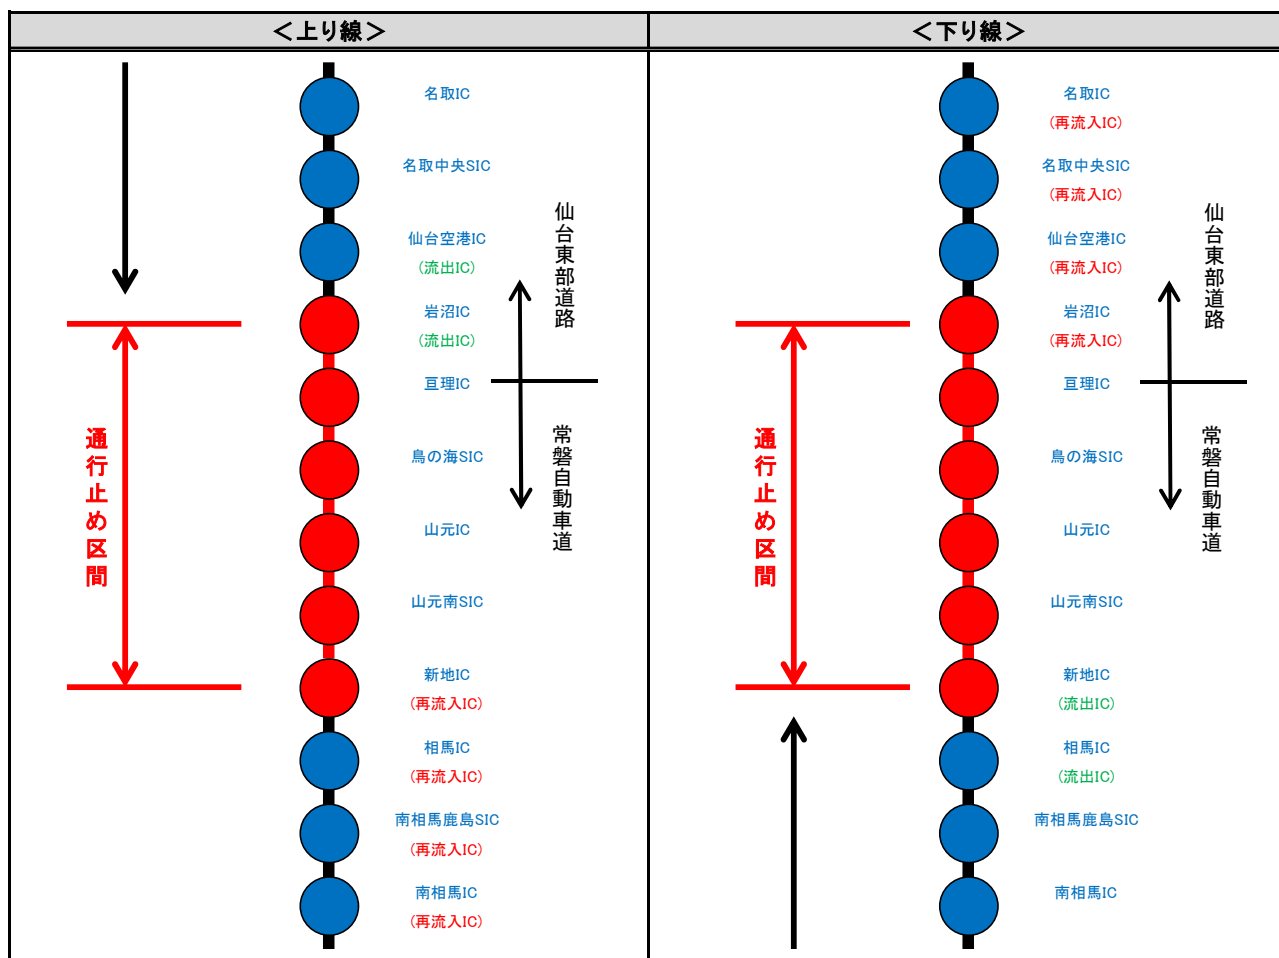 ＜上り線＞
名取IC
名取中央SIC
仙台空港IC
(流出IC)
岩沼IC
(流出IC)
亘理IC
鳥の海SIC
山元IC
山元南SIC
新地IC
(再流入IC)
相馬IC
(再流入IC)
南相馬鹿島SIC
(再流入IC)
南相馬IC
(再流入IC)
通行止め区間
仙台東部道路
常磐自動車道
＜下り線＞
名取IC
(再流入IC)
名取中央SIC
(再流入IC)
仙台空港IC
(再流入IC)
岩沼IC
(再流入IC)
亘理IC
鳥の海SIC
山元IC
山元南SIC
新地IC
(流出IC)
相馬IC
(流出IC)
南相馬鹿島SIC
南相馬IC
通行止め区間
仙台東部道路
常磐自動車道